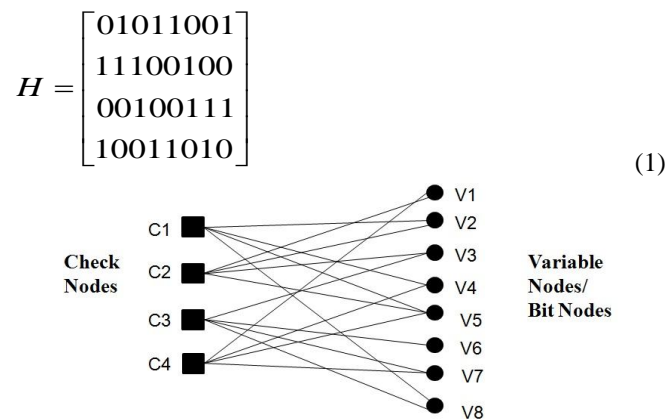 H = [01011001
11100100
00100111
10011010]
(1)
C1
C2
C3
C4
Check
Nodes
V1
V2
V3
V4
V5
V6
V7
V8
Variable
Nodes/
Bit Nodes